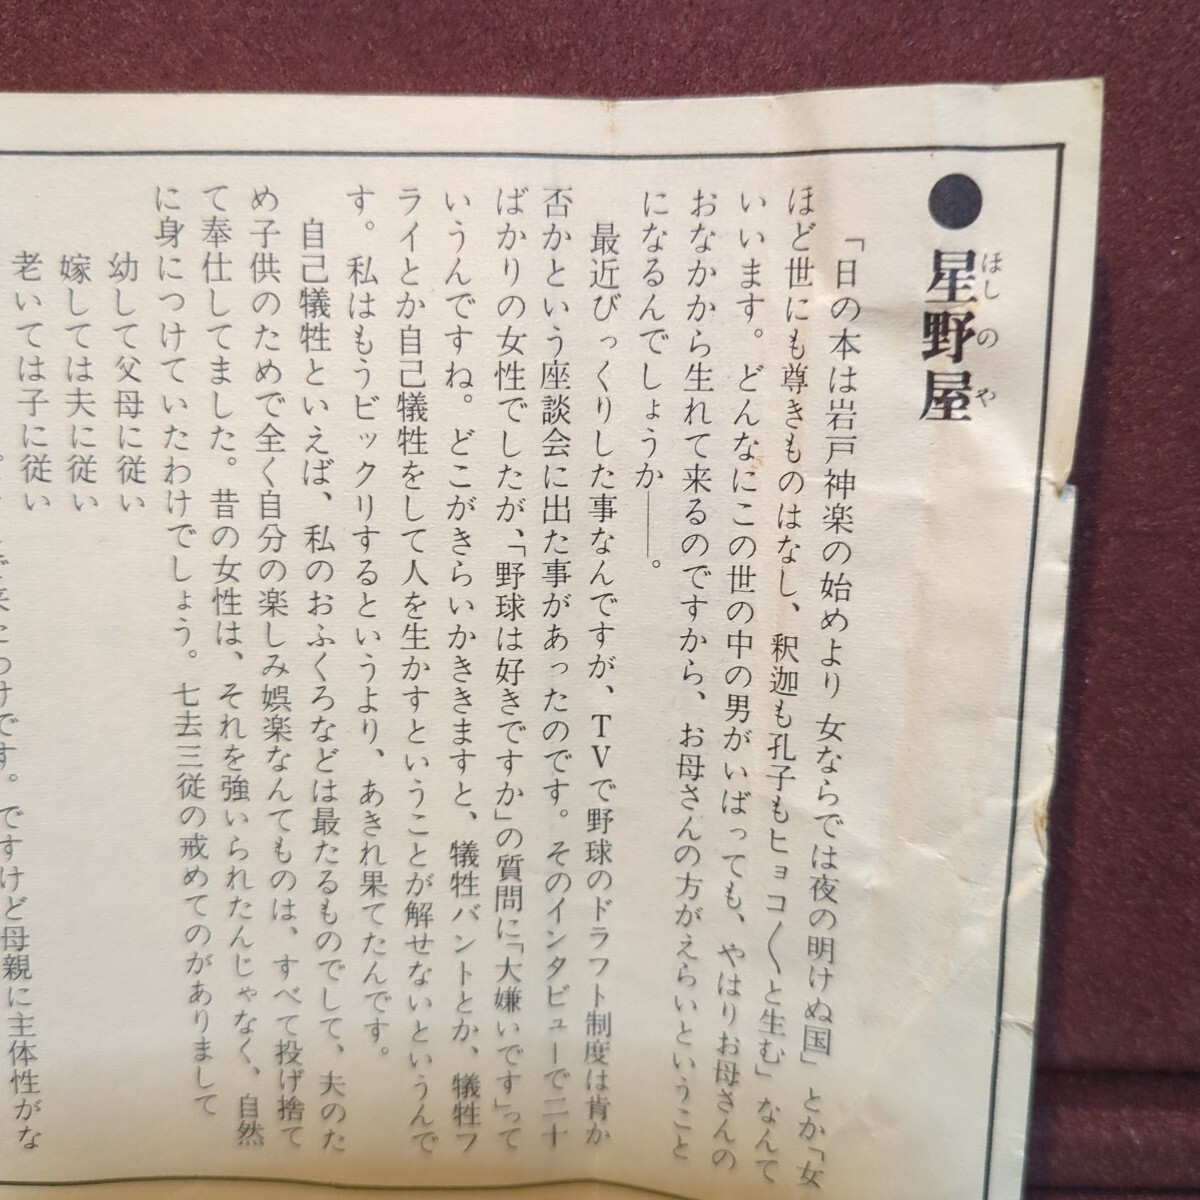 ●星野屋
ほしのや
「日の本は岩戸神楽の始めより女ならでは夜の明けぬ国」とか「女
ほど世にも尊きものはなし、釈迦も孔子もヒョコ〱と生む」なんて
いいます。どんなにこの世の中の男がいばっても、やはりお母さんの
おなかから生れて来るのですから、お母さんの方がえらいということ
になるんでしょうか――。
最近びっくりした事なんですが、TVで野球のドラフト制度は肯か
否かという座談会に出た事があったのです。そのインタビューで二十
ばかりの女性でしたが、「野球は好きですか」の質問に「大嫌いです」って
いうんですね。どこがきらいかききますと、犠牲バントとか、犠牲フ
ライとか自己犠牲をして人を生かすということが解せないというんで
す。私はもうビックリするというより、あきれ果てたんです。
自己犠牲といえば、私のおふくろなどは最たるものでして、夫のた
め子供のためで全く自分の楽しみ娯楽なんてものは、すべて投げ捨て
て奉仕してました。昔の女性は、それを強いられたんじゃなく、自然
に身につけていたわけでしょう。七去三従の戒めてのがありまして
幼して父母に従い
嫁しては夫に従い
老いては子に従い
わけです。ですけど母親に主体性がな